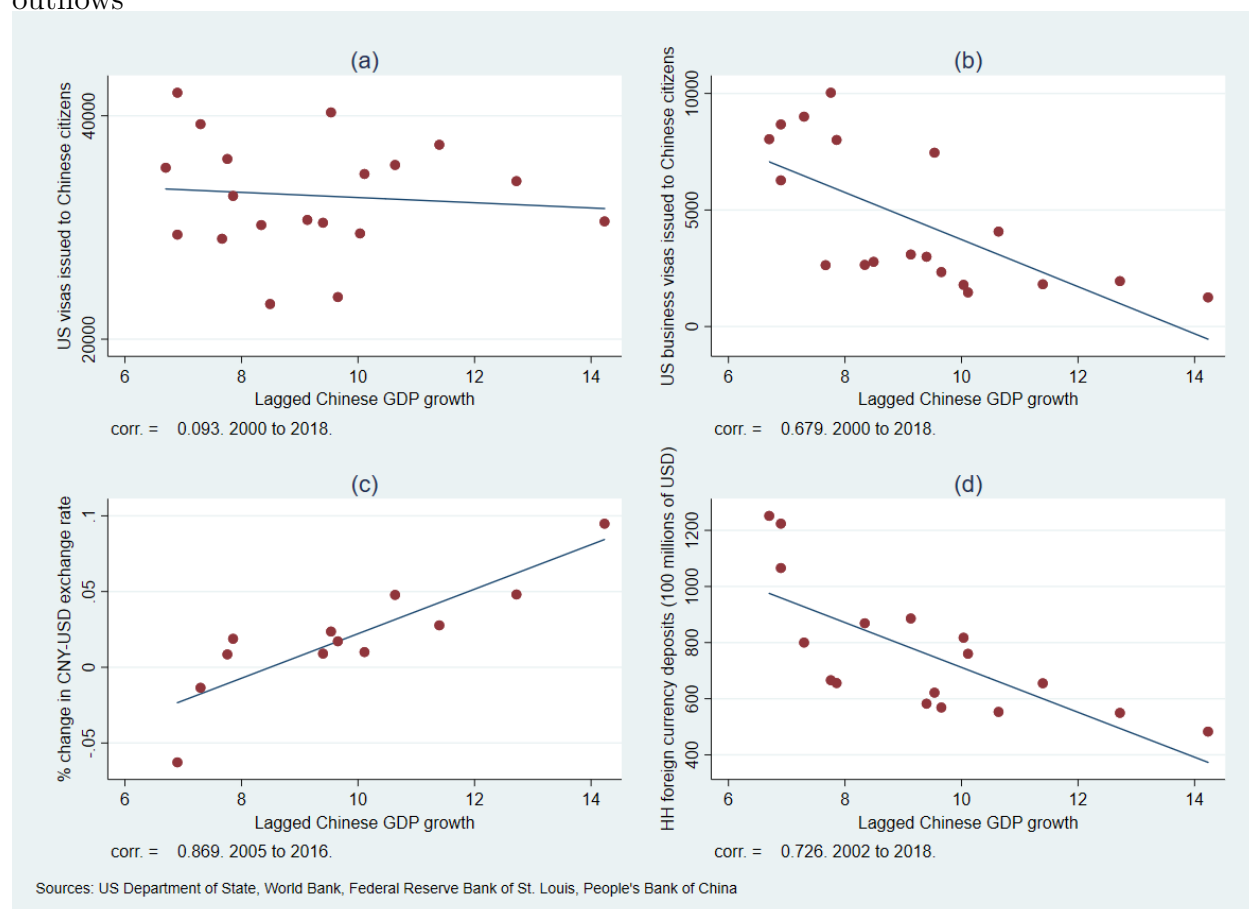 outflows
(a)
US visas issued to Chinese citizens
40000
20000
6 8 10 12 14
Lagged Chinese GDP growth
corr. = 0.093. 2000 to 2018.
(b)
US business visas issued to Chinese citizens
10000
5000
0
6 8 10 12 14
Lagged Chinese GDP growth
corr. = 0.679. 2000 to 2018.
(c)
% change in CNY-USD exchange rate
.1
.05
0
-.05
6 8 10 12 14
Lagged Chinese GDP growth
corr. = 0.869. 2005 to 2016.
(d)
HH foreign currency deposits (100 millions of USD)
1200
1000
800
600
400
6 8 10 12 14
Lagged Chinese GDP growth
corr. = 0.726. 2002 to 2018.
Sources: US Department of State, World Bank, Federal Reserve Bank of St. Louis, People's Bank of China